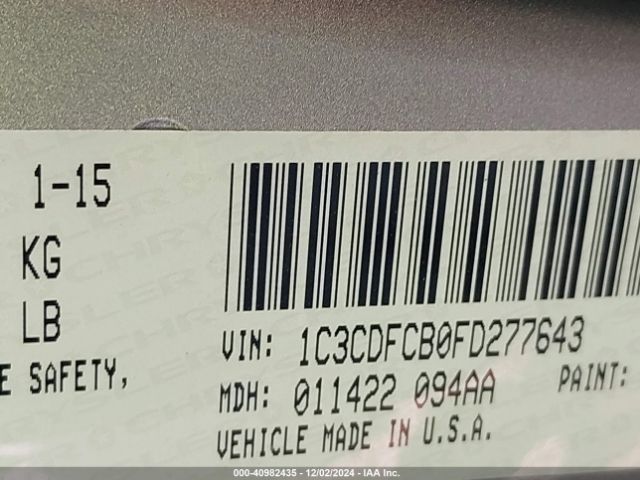 1-15
KG
LB
E SAFETY,
VIN: 1C3CDFCB0FD277643
MDH: 011422 094AA PAINT:
VEHICLE MADE IN U.S.A.
000-40982435 - 12/02/2024 - IAA Inc.